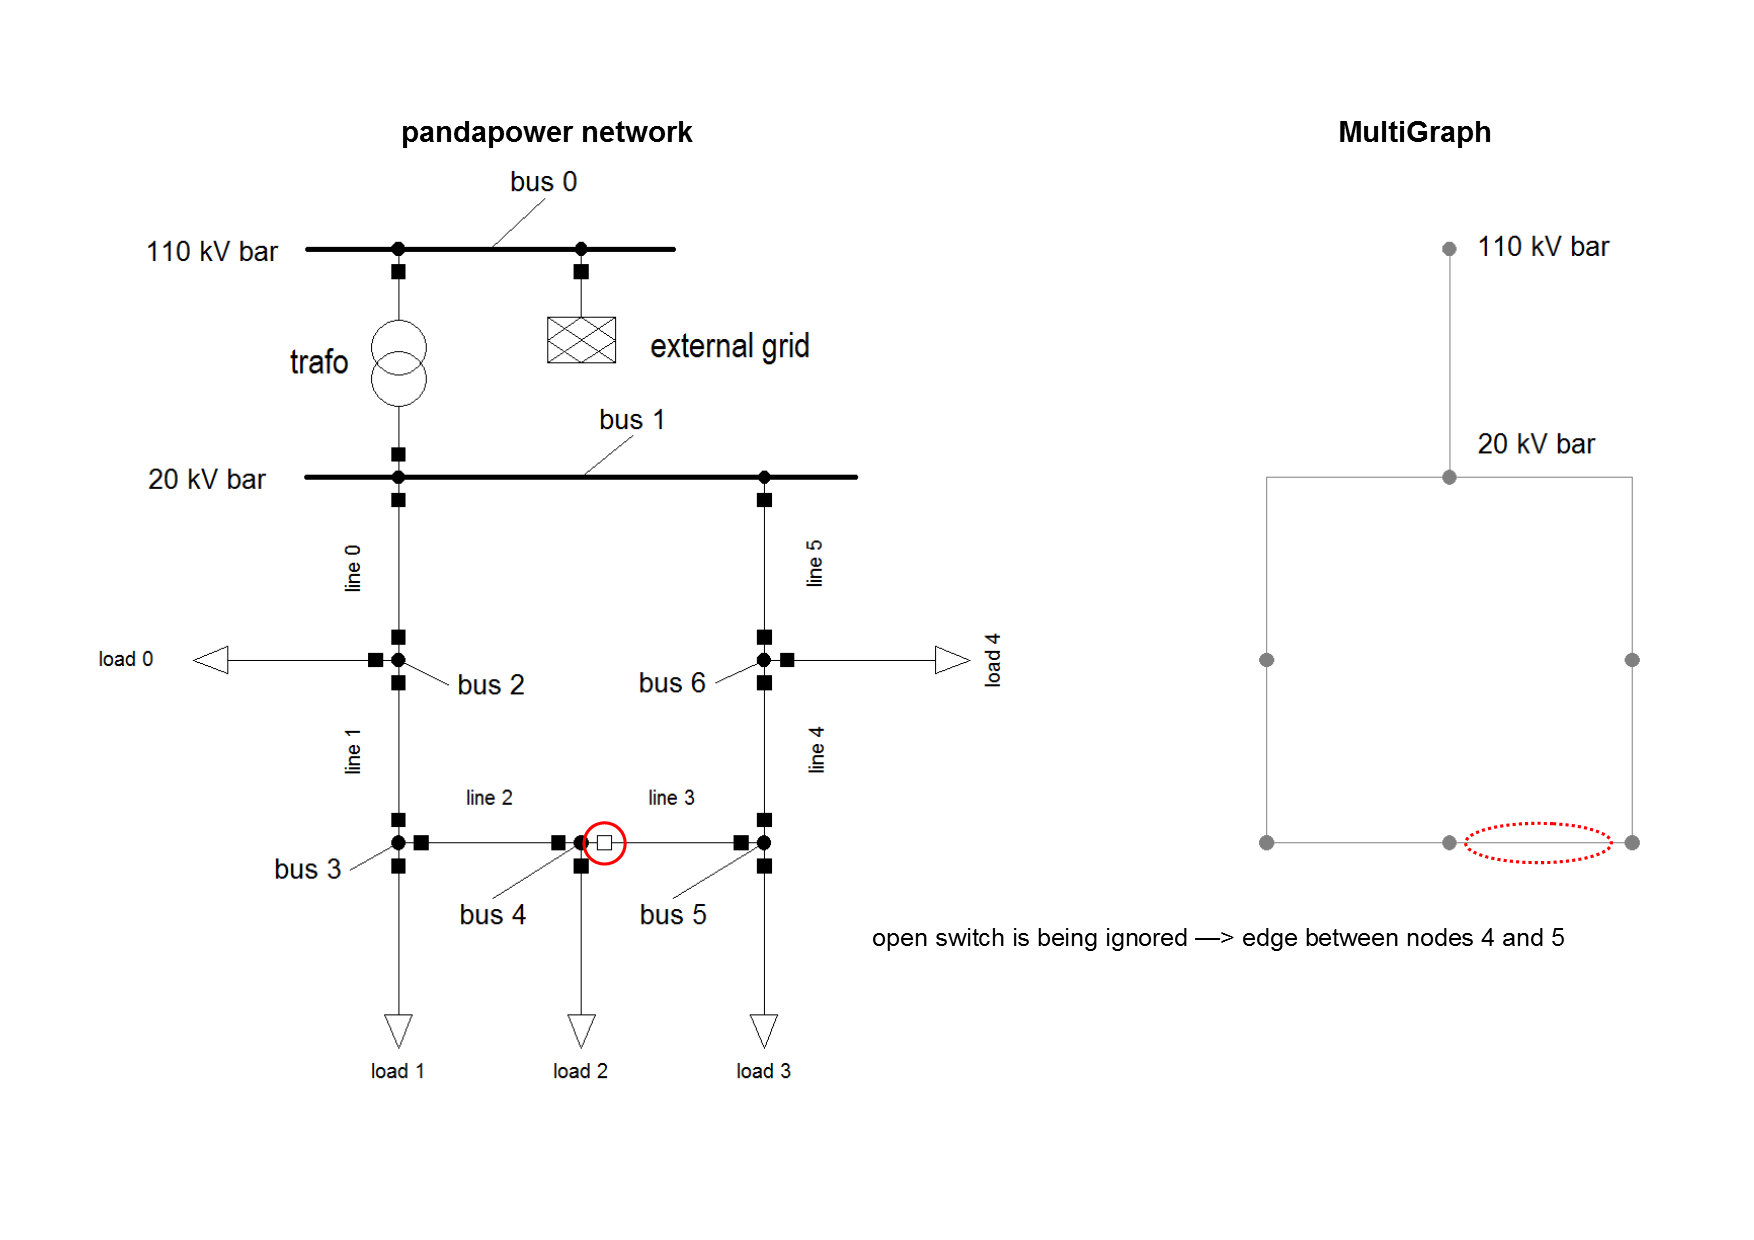 pandapower network
MultiGraph
bus 0
110 kV bar
110 kV bar
trafo
external grid
bus 1
20 kV bar
20 kV bar
line 0
line 5
load 0
bus 2
bus 6
load 4
line 1
line 4
line 2
line 3
bus 3
bus 4
bus 5
open switch is being ignored —> edge between nodes 4 and 5
load 1
load 2
load 3